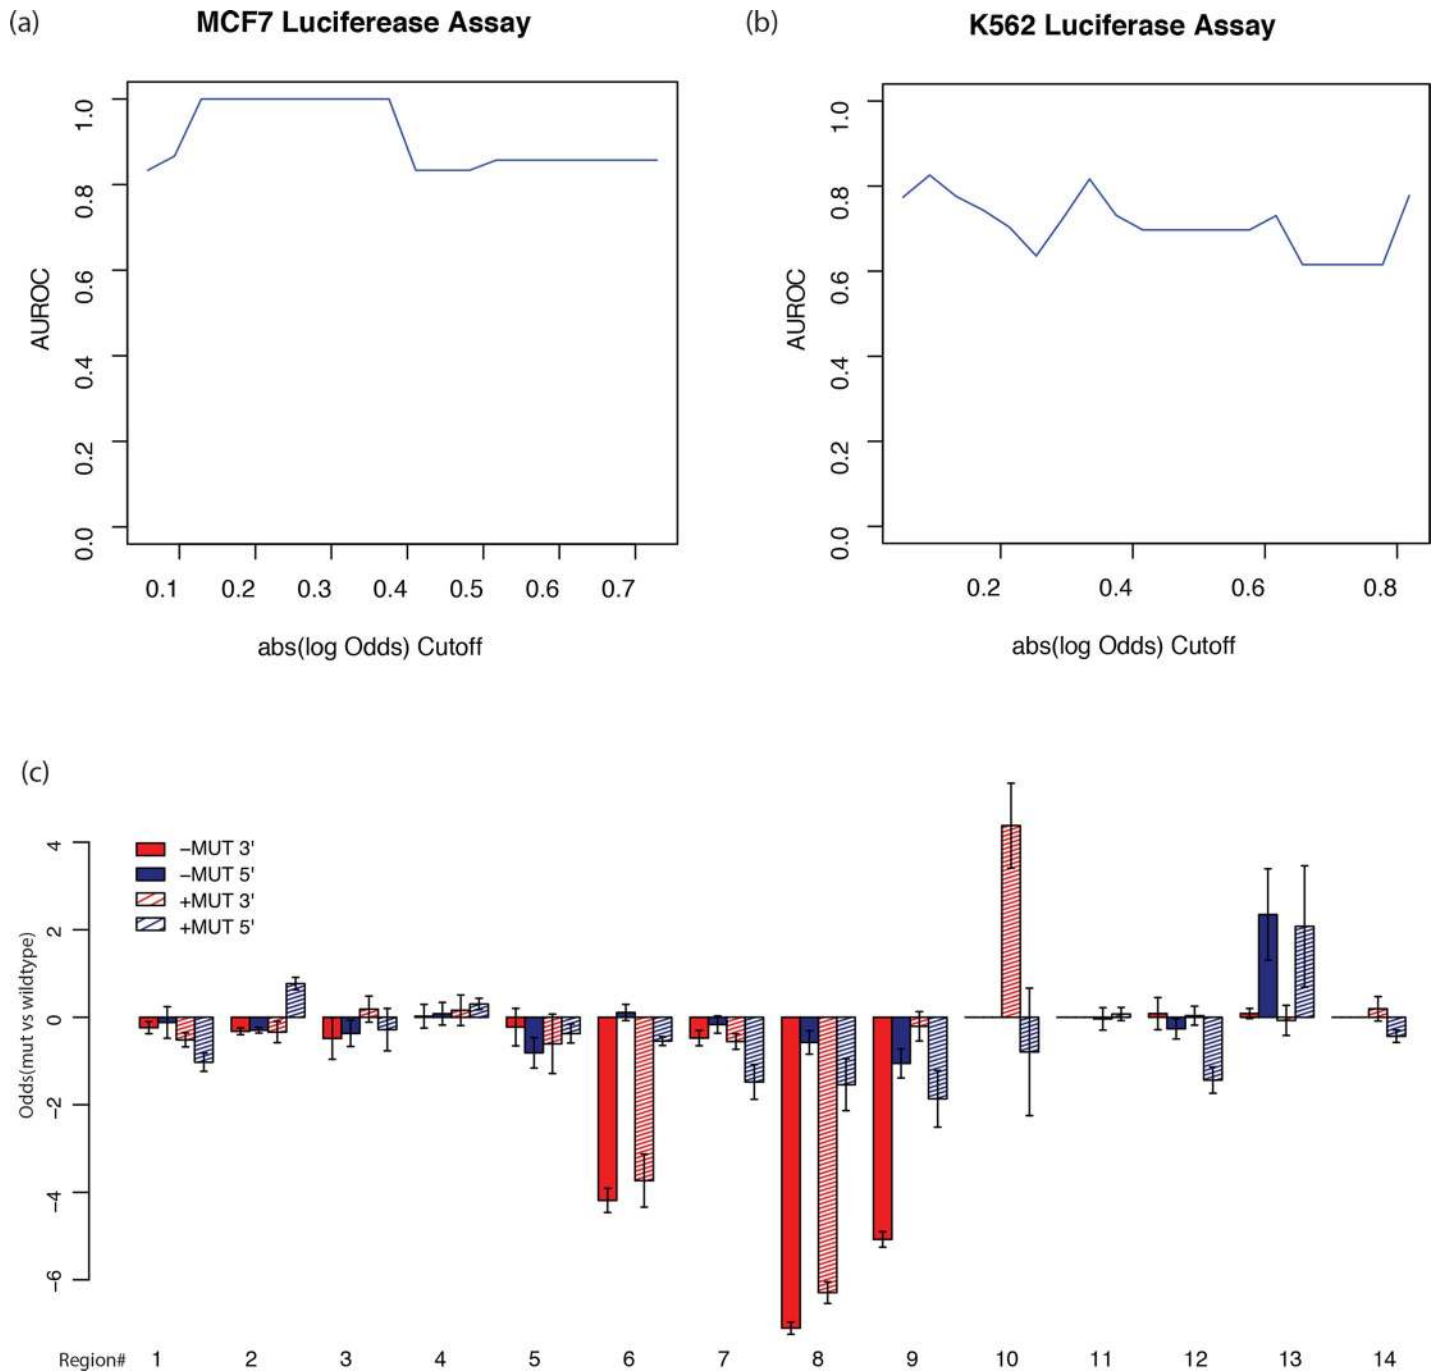 (a)
MCF7 Luciferease Assay
AUROC
0.0
0.2
0.4
0.6
0.8
1.0
0.1 0.2 0.3 0.4 0.5 0.6 0.7
abs(log Odds) Cutoff
(b)
K562 Luciferase Assay
AUROC
0.0
0.2
0.4
0.6
0.8
1.0
0.2 0.4 0.6 0.8
abs(log Odds) Cutoff
(c)
Odds(mut vs wildtype)
4
2
0
−2
−4
−6
−MUT 3'
−MUT 5'
+MUT 3'
+MUT 5'
Region# 1 2 3 4 5 6 7 8 9 10 11 12 13 14